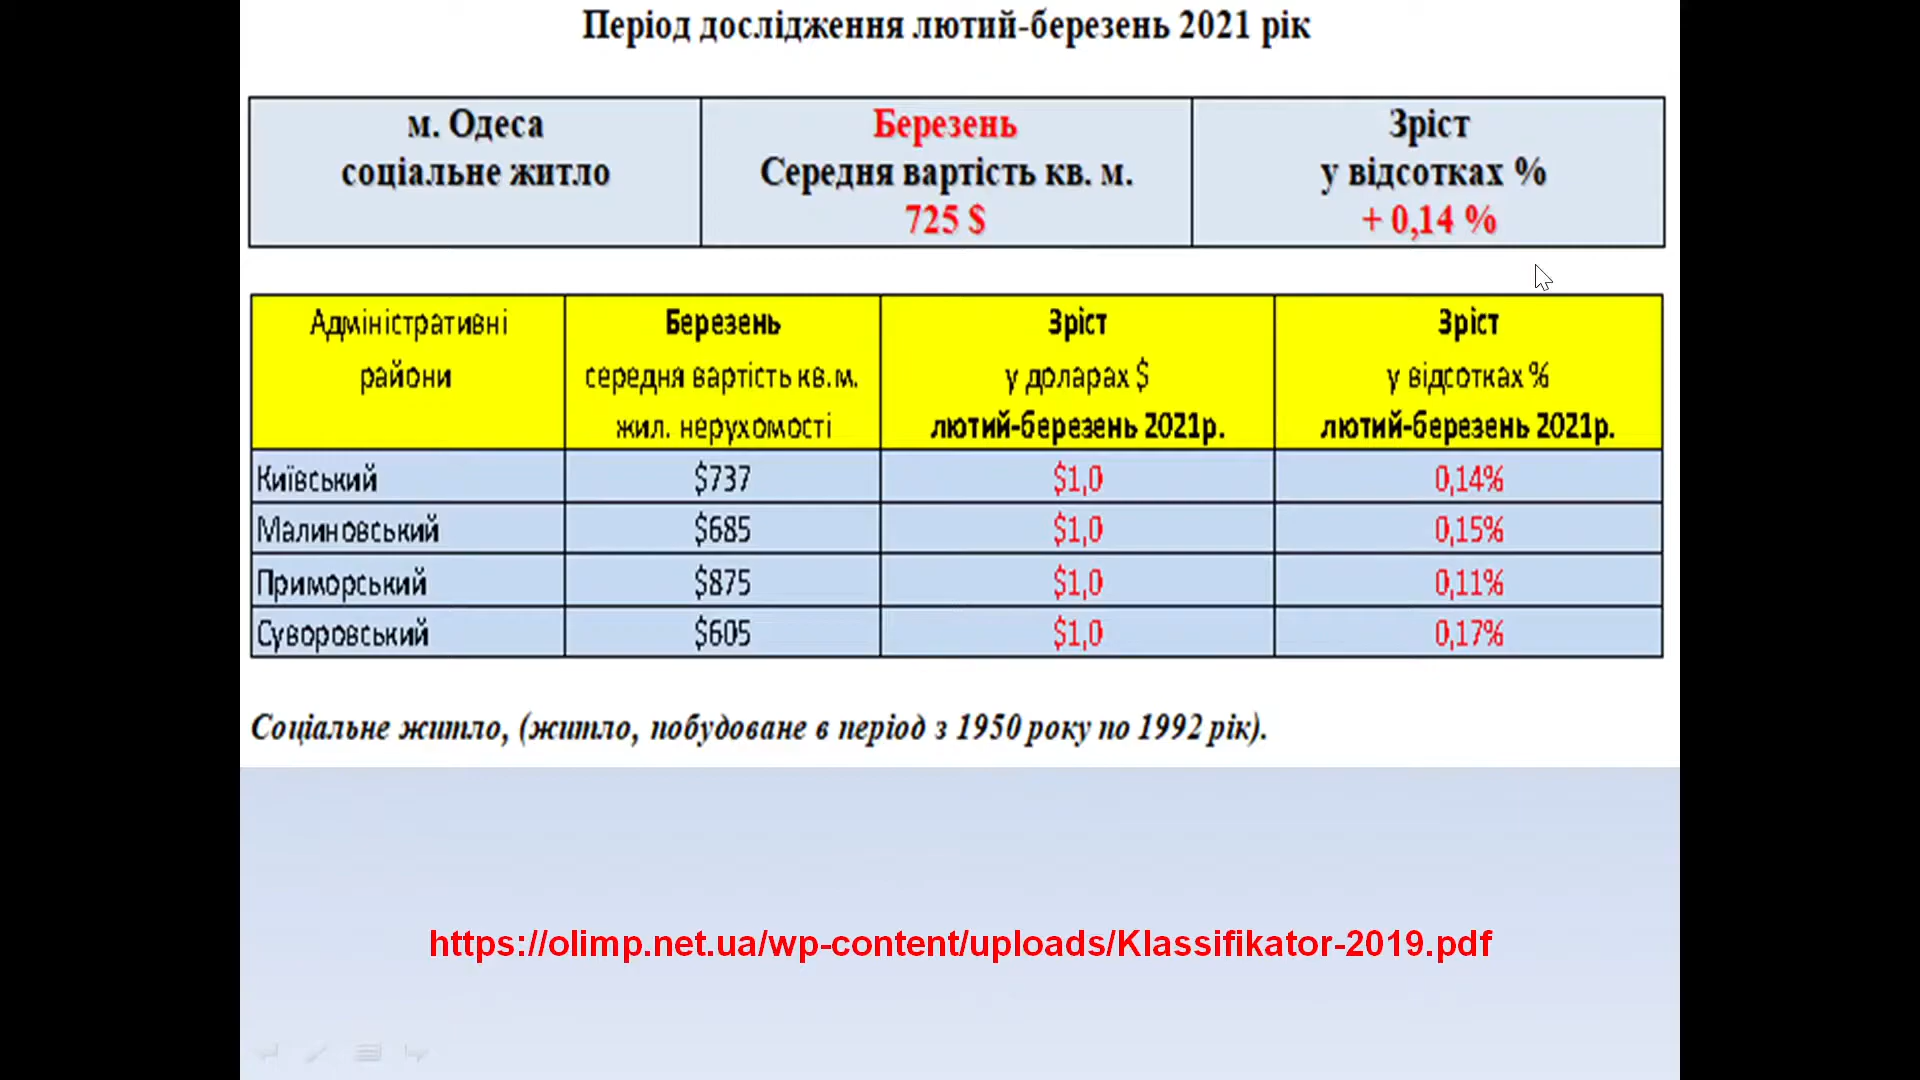 Період дослідження лютий-березень 2021 рік
м. Одеса
соціальне житло
Березень
Середня вартість кв. м.
725 $
Зріст
у відсотках %
+ 0,14 %
Адміністративні
райони
Березень
середня вартість кв.м.
жил. нерухомості
Зріст
у доларах $
лютий-березень 2021р.
Зріст
у відсотках %
лютий-березень 2021р.
Київський $737 $1,0 0,14%
Малиновський $685 $1,0 0,15%
Приморський $875 $1,0 0,11%
Суворовський $605 $1,0 0,17%
Соціальне житло, (житло, побудоване в період з 1950 року по 1992 рік).
https://olimp.net.ua/wp-content/uploads/Klassifikator-2019.pdf